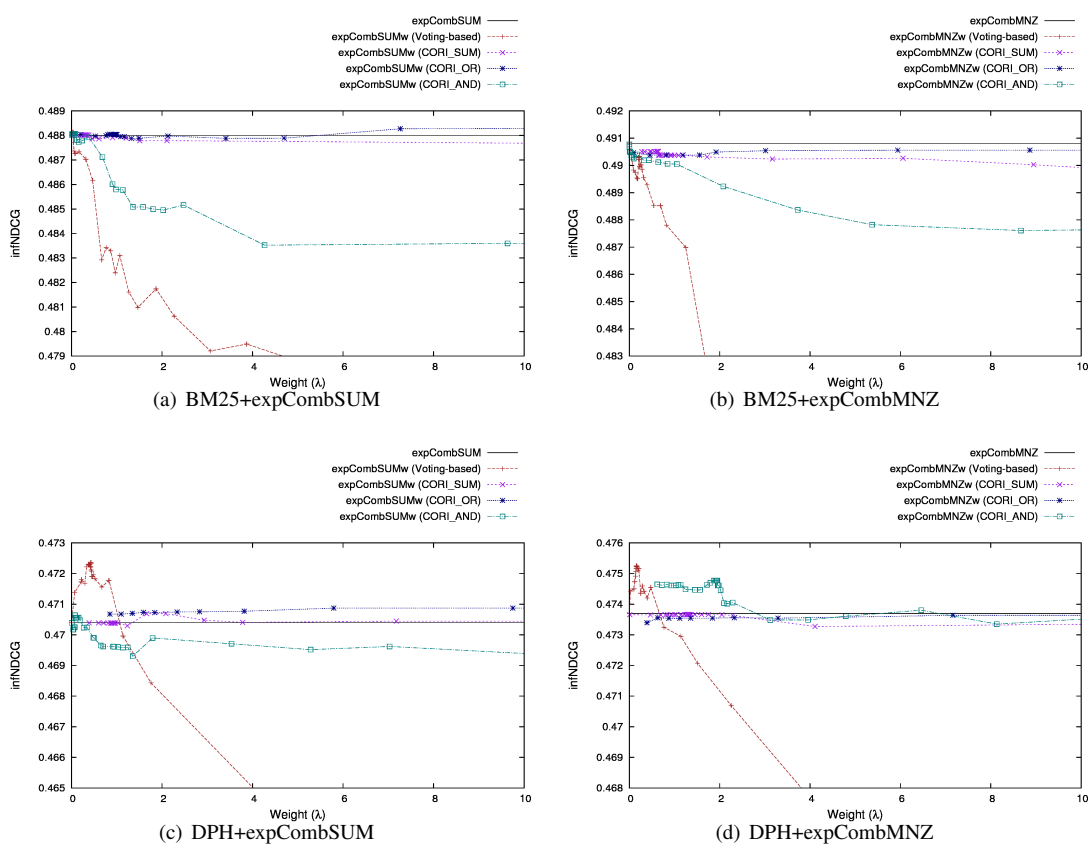 expCombSUM
expCombSUMw (Voting-based)
expCombSUMw (CORI_SUM)
expCombSUMw (CORI_OR)
expCombSUMw (CORI_AND)
0.489
0.488
0.487
0.486
0.485
0.484
0.483
0.482
0.481
0.48
0.479
infNDCG
0 2 4 6 8 10
Weight (λ)
(a) BM25+expCombSUM
expCombMNZ
expCombMNZw (Voting-based)
expCombMNZw (CORI_SUM)
expCombMNZw (CORI_OR)
expCombMNZw (CORI_AND)
0.492
0.491
0.49
0.489
0.488
0.487
0.486
0.485
0.484
0.483
infNDCG
0 2 4 6 8 10
Weight (λ)
(b) BM25+expCombMNZ
expCombSUM
expCombSUMw (Voting-based)
expCombSUMw (CORI_SUM)
expCombSUMw (CORI_OR)
expCombSUMw (CORI_AND)
0.473
0.472
0.471
0.47
0.469
0.468
0.467
0.466
0.465
infNDCG
0 2 4 6 8 10
Weight (λ)
(c) DPH+expCombSUM
expCombMNZ
expCombMNZw (Voting-based)
expCombMNZw (CORI_SUM)
expCombMNZw (CORI_OR)
expCombMNZw (CORI_AND)
0.476
0.475
0.474
0.473
0.472
0.471
0.47
0.469
0.468
infNDCG
0 2 4 6 8 10
Weight (λ)
(d) DPH+expCombMNZ